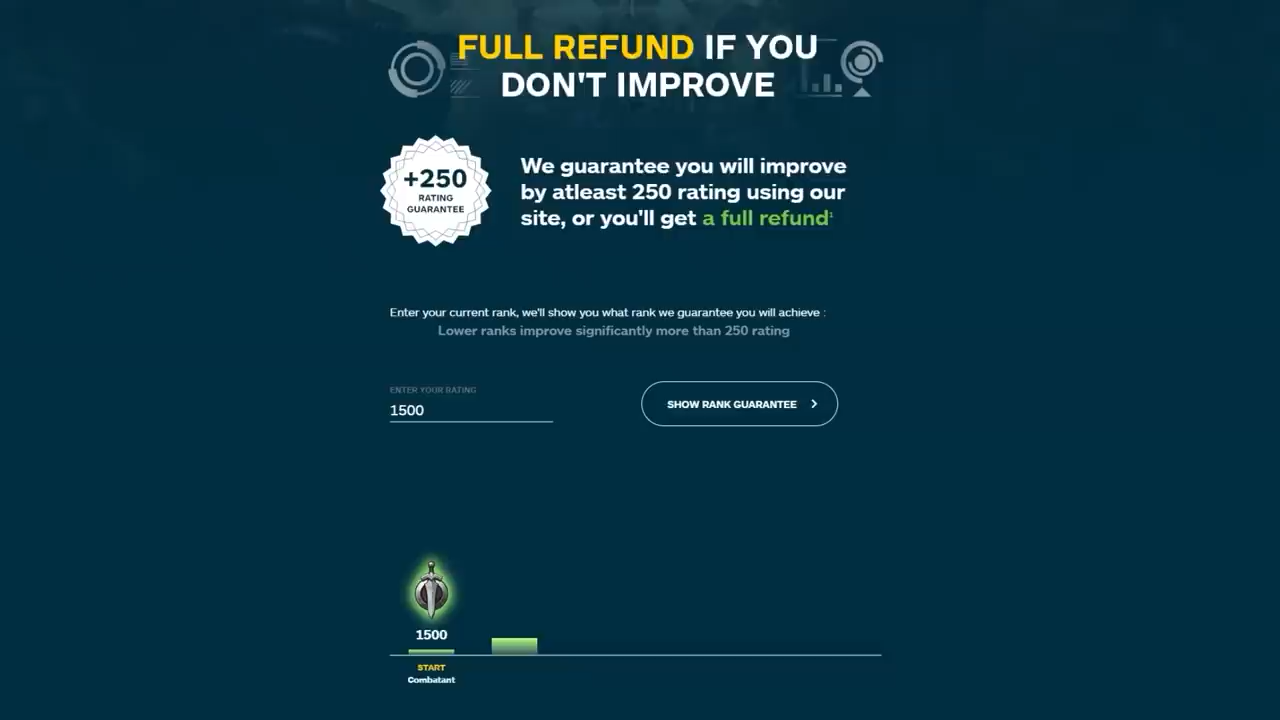 FULL REFUND IF YOU
DON'T IMPROVE
+250
RATING
GUARANTEE
We guarantee you will improve
by atleast 250 rating using our
site, or you'll get a full refund¹
Enter your current rank, we'll show you what rank we guarantee you will achieve :
Lower ranks improve significantly more than 250 rating
ENTER YOUR RATING
1500
SHOW RANK GUARANTEE
1500
START
Combatant